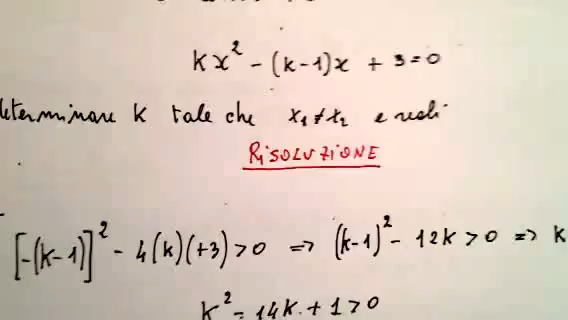 kx² - (k-1)x + 3 = 0
determinare k tale che x₁ ≠ x₂ e reali
RISOLUZIONE
[-(k-1)]² - 4(k)(+3) > 0 ⇒ (k-1)² - 12k > 0 ⇒ k
k² - 14k + 1 > 0